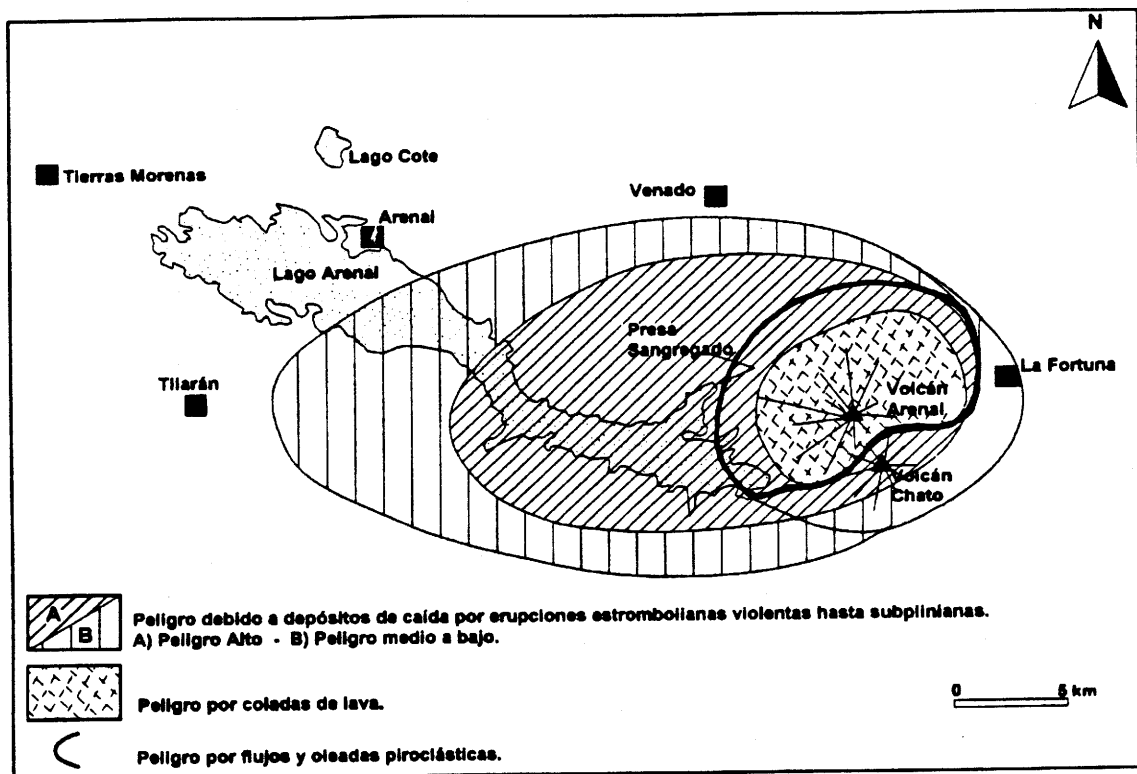 N
Lago Cote
Tierras Morenas
Venado
Arenal
Lago Arenal
Presa
Sangregado
La Fortuna
Tilarán
Volcán
Arenal
Volcán
Chato
A
B
Peligro debido a depósitos de caída por erupciones estrombolianas violentas hasta subplinianas.
A) Peligro Alto - B) Peligro medio a bajo.
Peligro por coladas de lava.
0 5 km
Peligro por flujos y oleadas piroclásticas.